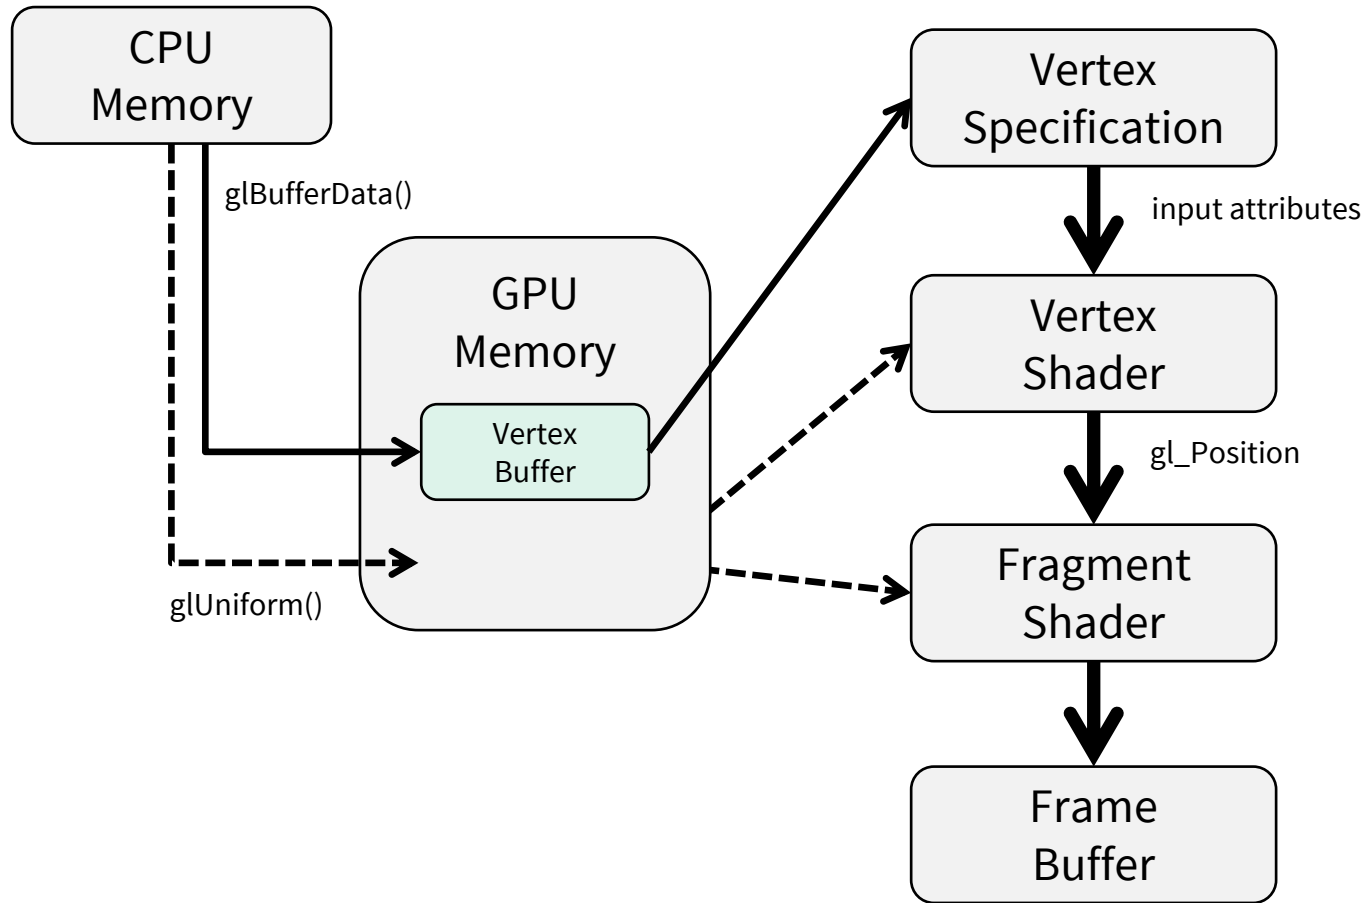 CPU
Memory
glBufferData()
GPU
Memory
Vertex
Buffer
glUniform()
Vertex
Specification
input attributes
Vertex
Shader
gl_Position
Fragment
Shader
Frame
Buffer